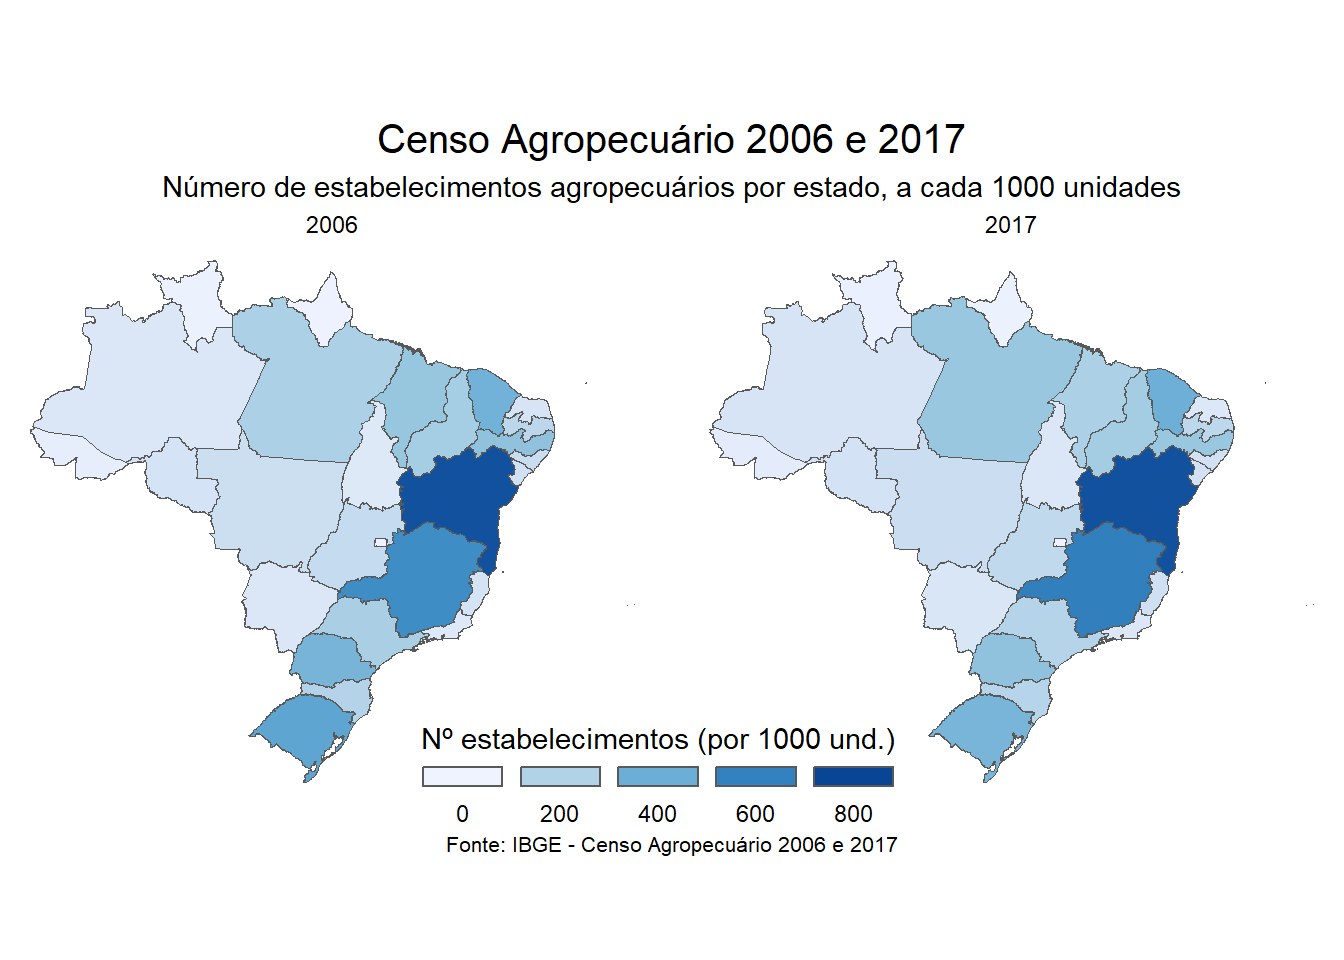 Censo Agropecuário 2006 e 2017
Número de estabelecimentos agropecuários por estado, a cada 1000 unidades
2006
2017
Nº estabelecimentos (por 1000 und.)
0
200
400
600
800
Fonte: IBGE - Censo Agropecuário 2006 e 2017